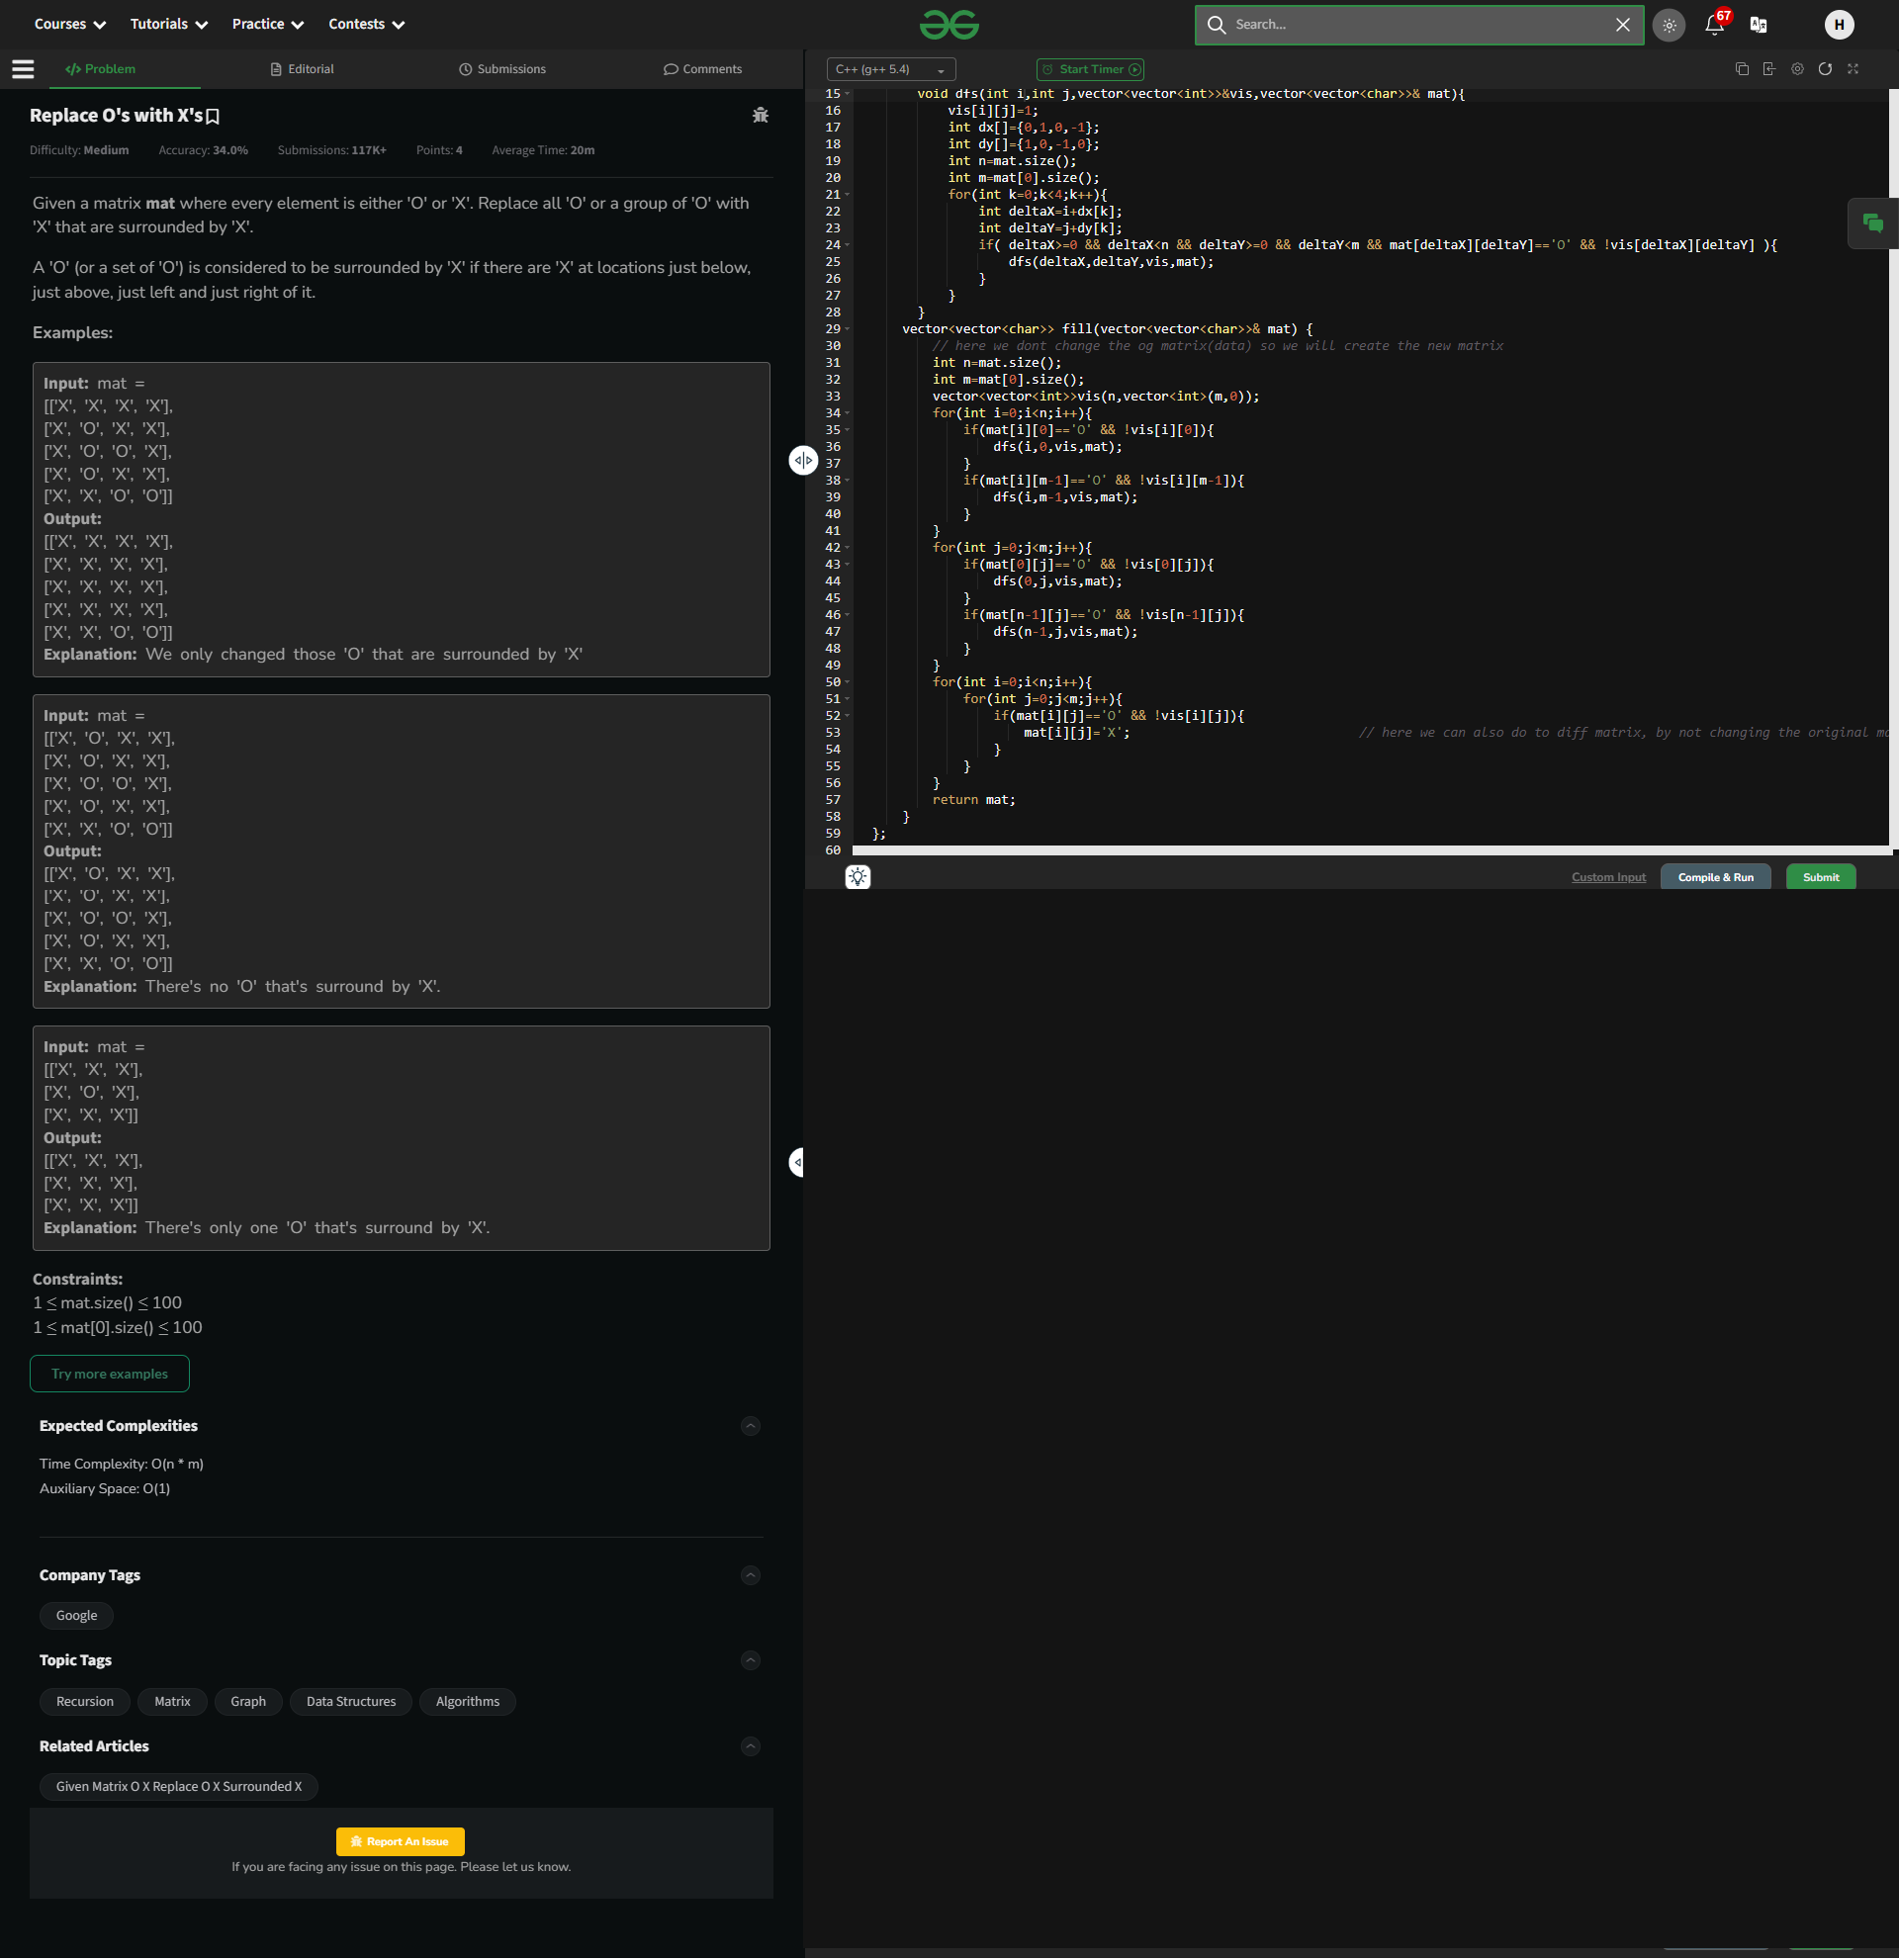 Courses Tutorials Practice Contests Search... 67 H
Problem Editorial Submissions Comments
Replace O's with X's
Difficulty: Medium Accuracy: 34.0% Submissions: 117K+ Points: 4 Average Time: 20m
Given a matrix mat where every element is either 'O' or 'X'. Replace all 'O' or a group of 'O' with
'X' that are surrounded by 'X'.
A 'O' (or a set of 'O') is considered to be surrounded by 'X' if there are 'X' at locations just below,
just above, just left and just right of it.
Examples:
Input: mat =
[['X', 'X', 'X', 'X'],
['X', 'O', 'X', 'X'],
['X', 'O', 'O', 'X'],
['X', 'O', 'X', 'X'],
['X', 'X', 'O', 'O']]
Output:
[['X', 'X', 'X', 'X'],
['X', 'X', 'X', 'X'],
['X', 'X', 'X', 'X'],
['X', 'X', 'X', 'X'],
['X', 'X', 'O', 'O']]
Explanation: We only changed those 'O' that are surrounded by 'X'
Input: mat =
[['X', 'O', 'X', 'X'],
['X', 'O', 'X', 'X'],
['X', 'O', 'O', 'X'],
['X', 'O', 'X', 'X'],
['X', 'X', 'O', 'O']]
Output:
[['X', 'O', 'X', 'X'],
['X', 'O', 'X', 'X'],
['X', 'O', 'O', 'X'],
['X', 'O', 'X', 'X'],
['X', 'X', 'O', 'O']]
Explanation: There's no 'O' that's surround by 'X'.
Input: mat =
[['X', 'X', 'X'],
['X', 'O', 'X'],
['X', 'X', 'X']]
Output:
[['X', 'X', 'X'],
['X', 'X', 'X'],
['X', 'X', 'X']]
Explanation: There's only one 'O' that's surround by 'X'.
Constraints:
1 ≤ mat.size() ≤ 100
1 ≤ mat[0].size() ≤ 100
Try more examples
Expected Complexities
Time Complexity: O(n * m)
Auxiliary Space: O(1)
Company Tags
Google
Topic Tags
Recursion Matrix Graph Data Structures Algorithms
Related Articles
Given Matrix O X Replace O X Surrounded X
Report An Issue
If you are facing any issue on this page. Please let us know.
C++ (g++ 5.4) Start Timer
15 void dfs(int i,int j,vector<vector<int>>&vis,vector<vector<char>>& mat){
16 vis[i][j]=1;
17 int dx[]={0,1,0,-1};
18 int dy[]={1,0,-1,0};
19 int n=mat.size();
20 int m=mat[0].size();
21 for(int k=0;k<4;k++){
22 int deltaX=i+dx[k];
23 int deltaY=j+dy[k];
24 if( deltaX>=0 && deltaX<n && deltaY>=0 && deltaY<m && mat[deltaX][deltaY]=='O' && !vis[deltaX][deltaY] ){
25 dfs(deltaX,deltaY,vis,mat);
26 }
27 }
28 }
29 vector<vector<char>> fill(vector<vector<char>>& mat) {
30 // here we dont change the og matrix(data) so we will create the new matrix
31 int n=mat.size();
32 int m=mat[0].size();
33 vector<vector<int>>vis(n,vector<int>(m,0));
34 for(int i=0;i<n;i++){
35 if(mat[i][0]=='O' && !vis[i][0]){
36 dfs(i,0,vis,mat);
37 }
38 if(mat[i][m-1]=='O' && !vis[i][m-1]){
39 dfs(i,m-1,vis,mat);
40 }
41 }
42 for(int j=0;j<m;j++){
43 if(mat[0][j]=='O' && !vis[0][j]){
44 dfs(0,j,vis,mat);
45 }
46 if(mat[n-1][j]=='O' && !vis[n-1][j]){
47 dfs(n-1,j,vis,mat);
48 }
49 }
50 for(int i=0;i<n;i++){
51 for(int j=0;j<m;j++){
52 if(mat[i][j]=='O' && !vis[i][j]){
53 mat[i][j]='X'; // here we can also do to diff matrix, by not changing the original
54 }
55 }
56 }
57 return mat;
58 }
59 };
60
Custom Input Compile & Run Submit